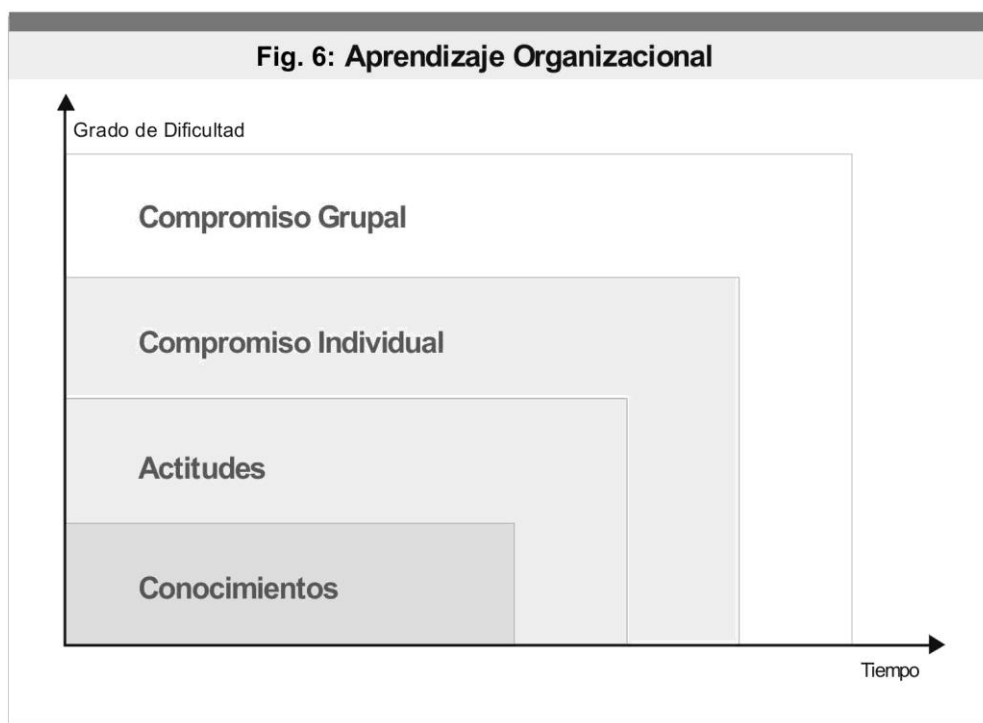 Fig. 6: Aprendizaje Organizacional
Grado de Dificultad
Compromiso Grupal
Compromiso Individual
Actitudes
Conocimientos
Tiempo